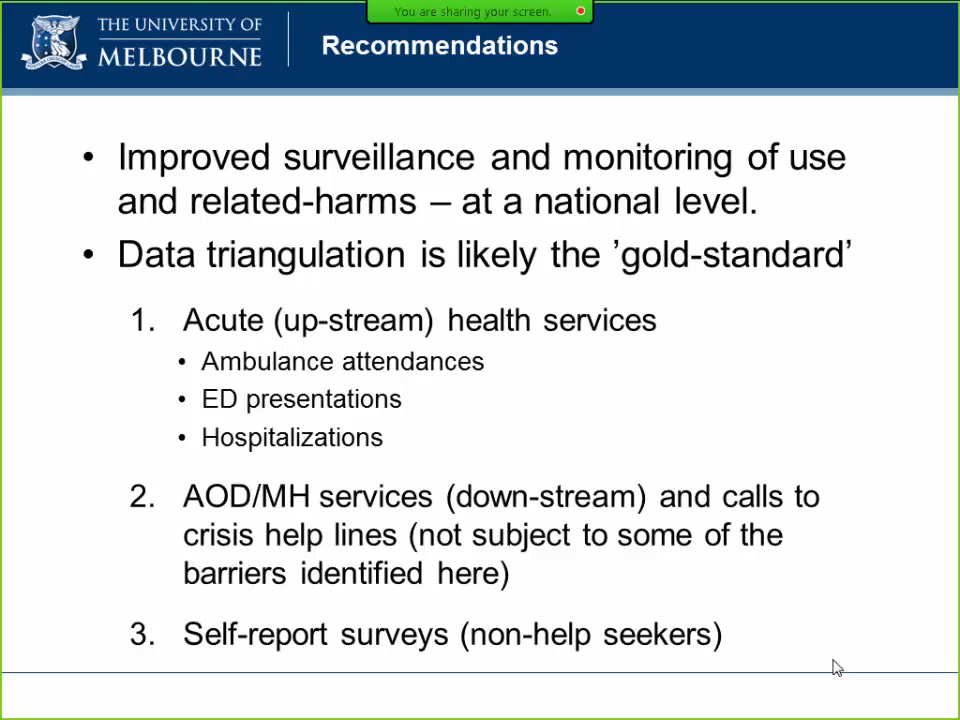 You are sharing your screen.
THE UNIVERSITY OF
MELBOURNE
Recommendations
• Improved surveillance and monitoring of use
and related-harms – at a national level.
• Data triangulation is likely the ’gold-standard’
1. Acute (up-stream) health services
• Ambulance attendances
• ED presentations
• Hospitalizations
2. AOD/MH services (down-stream) and calls to
crisis help lines (not subject to some of the
barriers identified here)
3. Self-report surveys (non-help seekers)